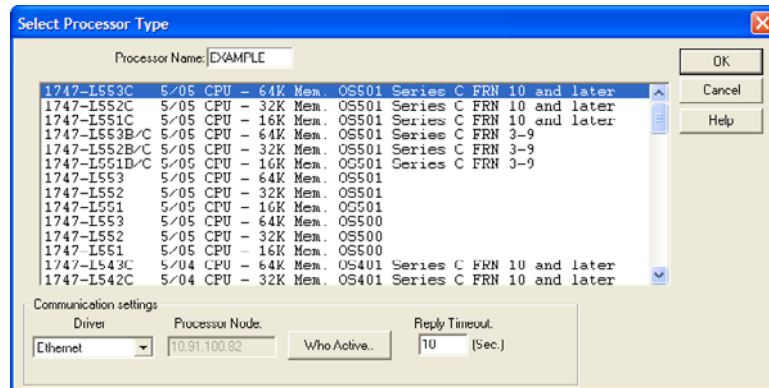 Select Processor Type
Processor Name: EXAMPLE
OK
Cancel
Help
1747-L553C 5/05 CPU - 64K Mem. OS501 Series C FRN 10 and later
1747-L552C 5/05 CPU - 32K Mem. OS501 Series C FRN 10 and later
1747-L551C 5/05 CPU - 16K Mem. OS501 Series C FRN 10 and later
1747-L553B/C 5/05 CPU - 64K Mem. OS501 Series C FRN 3-9
1747-L552B/C 5/05 CPU - 32K Mem. OS501 Series C FRN 3-9
1747-L551B/C 5/05 CPU - 16K Mem. OS501 Series C FRN 3-9
1747-L553 5/05 CPU - 64K Mem. OS501
1747-L552 5/05 CPU - 32K Mem. OS501
1747-L551 5/05 CPU - 16K Mem. OS501
1747-L553 5/05 CPU - 64K Mem. OS500
1747-L552 5/05 CPU - 32K Mem. OS500
1747-L551 5/05 CPU - 16K Mem. OS500
1747-L543C 5/04 CPU - 64K Mem. OS401 Series C FRN 10 and later
1747-L542C 5/04 CPU - 32K Mem. OS401 Series C FRN 10 and later
Communication settings
Driver
Processor Node:
Reply Timeout:
Ethernet
10.91.100.82
Who Active..
10
(Sec.)